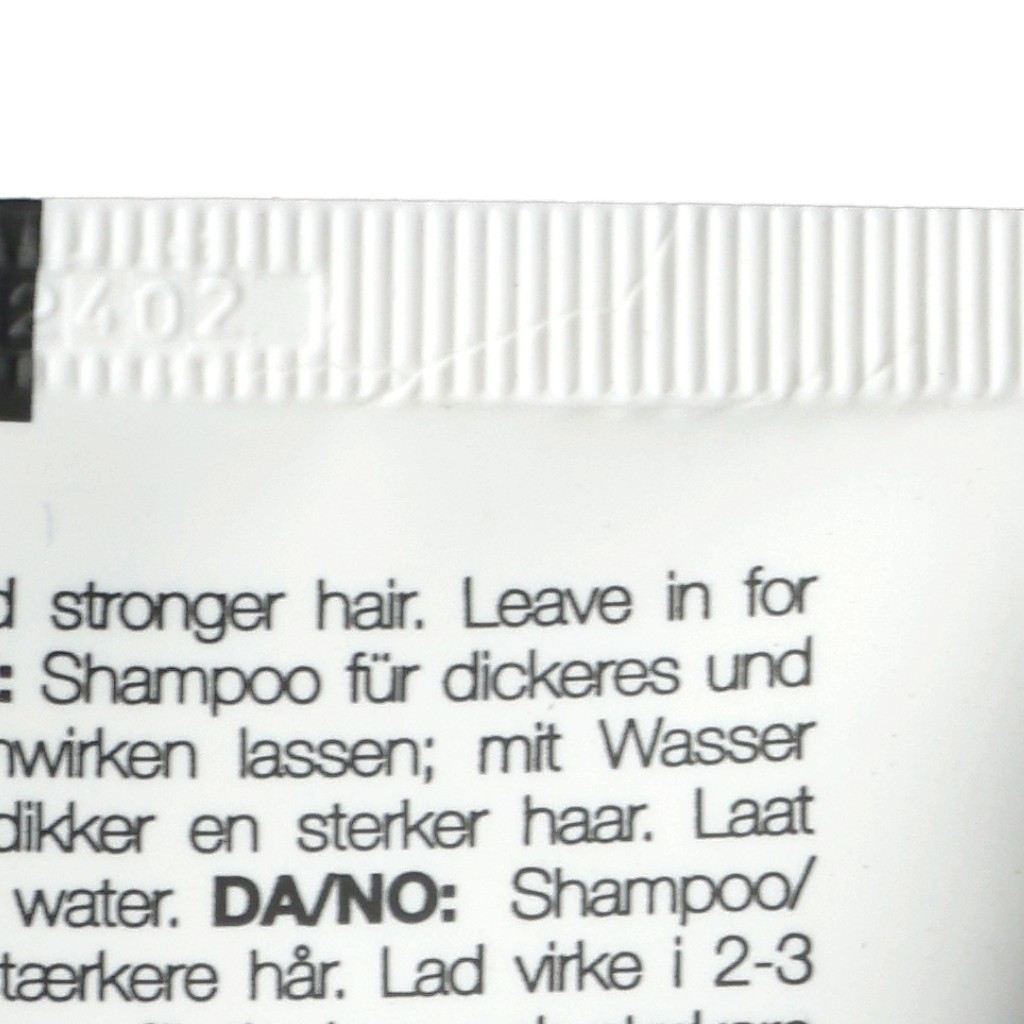 2402
stronger hair. Leave in for
: Shampoo für dickeres und
nwirken lassen; mit Wasser
dikker en sterker haar. Laat
water. DA/NO: Shampoo/
tærkere hår. Lad virke i 2-3